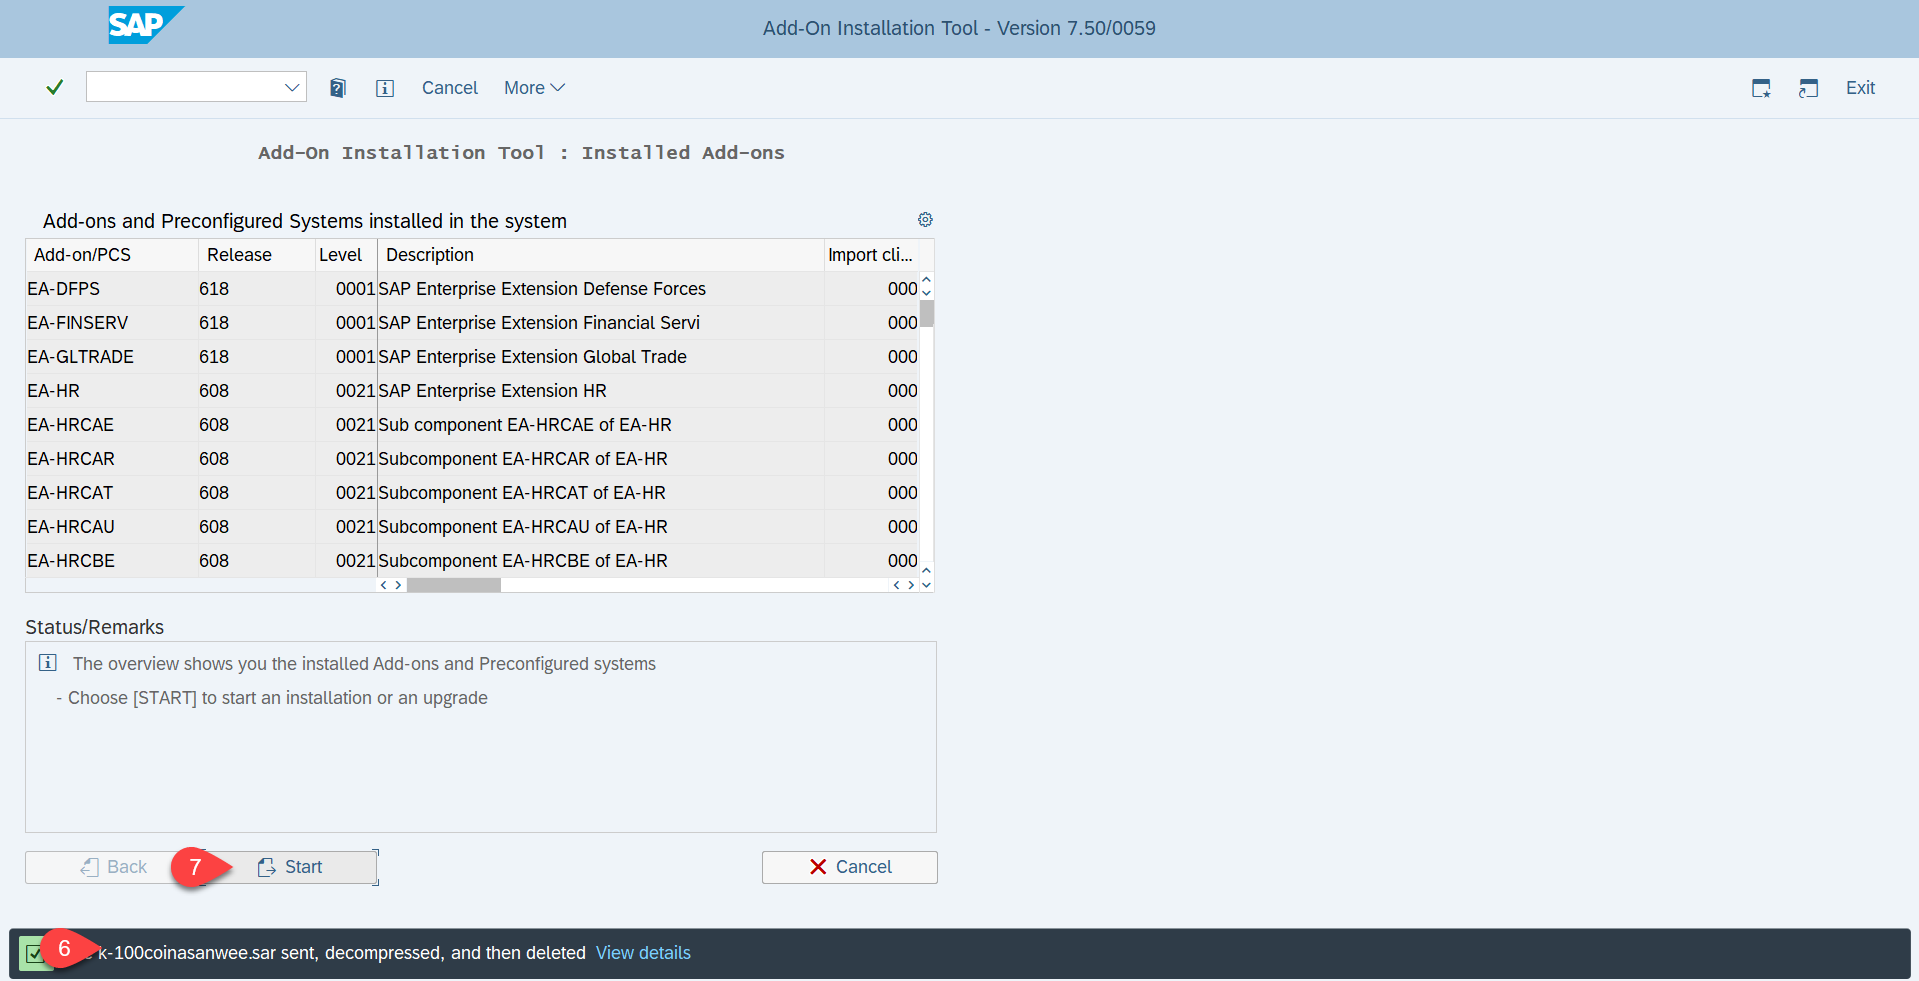 SAP
Add-On Installation Tool - Version 7.50/0059
Cancel More Exit
Add-On Installation Tool : Installed Add-ons
Add-ons and Preconfigured Systems installed in the system
Add-on/PCS Release Level Description Import cli...
EA-DFPS 618 0001 SAP Enterprise Extension Defense Forces 000
EA-FINSERV 618 0001 SAP Enterprise Extension Financial Servi 000
EA-GLTRADE 618 0001 SAP Enterprise Extension Global Trade 000
EA-HR 608 0021 SAP Enterprise Extension HR 000
EA-HRCAE 608 0021 Sub component EA-HRCAE of EA-HR 000
EA-HRCAR 608 0021 Subcomponent EA-HRCAR of EA-HR 000
EA-HRCAT 608 0021 Subcomponent EA-HRCAT of EA-HR 000
EA-HRCAU 608 0021 Subcomponent EA-HRCAU of EA-HR 000
EA-HRCBE 608 0021 Subcomponent EA-HRCBE of EA-HR 000
Status/Remarks
The overview shows you the installed Add-ons and Preconfigured systems
- Choose [START] to start an installation or an upgrade
Back 7 Start Cancel
6 k-100coinasanwee.sar sent, decompressed, and then deleted View details